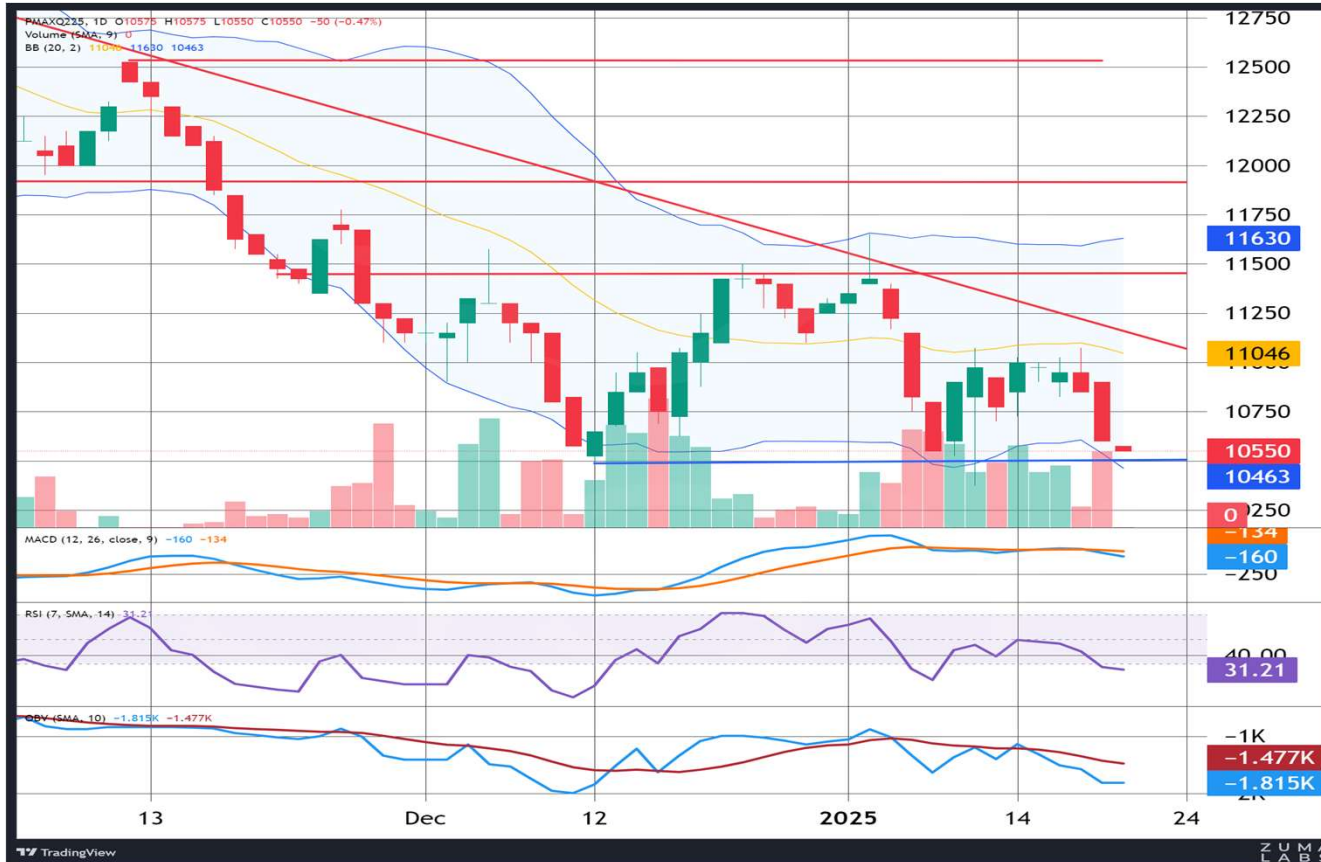 PMAXQ225, 1D O10575 H10575 L10550 C10550 −50 (−0.47%)
Volume (SMA, 9) 0
BB (20, 2) 11046 11630 10463
12750
12500
12250
12000
11750
11630
11500
11250
11046
10750
10550
10463
0
MACD (12, 26, close, 9) −160 −134
−134
−160
−250
RSI (7, SMA, 14) 31.21
40.00
31.21
OBV (SMA, 10) −1.815K −1.477K
−1K
−1.477K
−1.815K
13
Dec
12
2025
14
24
TradingView